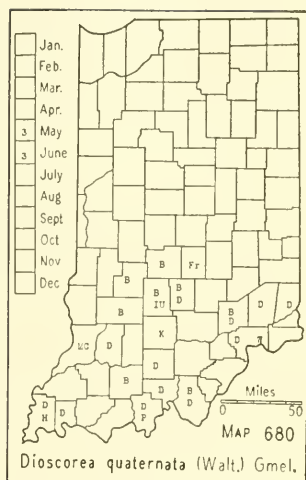 Jan.
Feb.
Mar.
Apr.
3 May
3 June
July
Aug
Sept
Oct
Nov
Dec
B Fr
B B
IU D
B B D D
D
K D W
MC D
D
B D B
D
D D D
H P
Miles
0 50
MAP 680
Dioscorea quaternata (Walt.) Gmel.